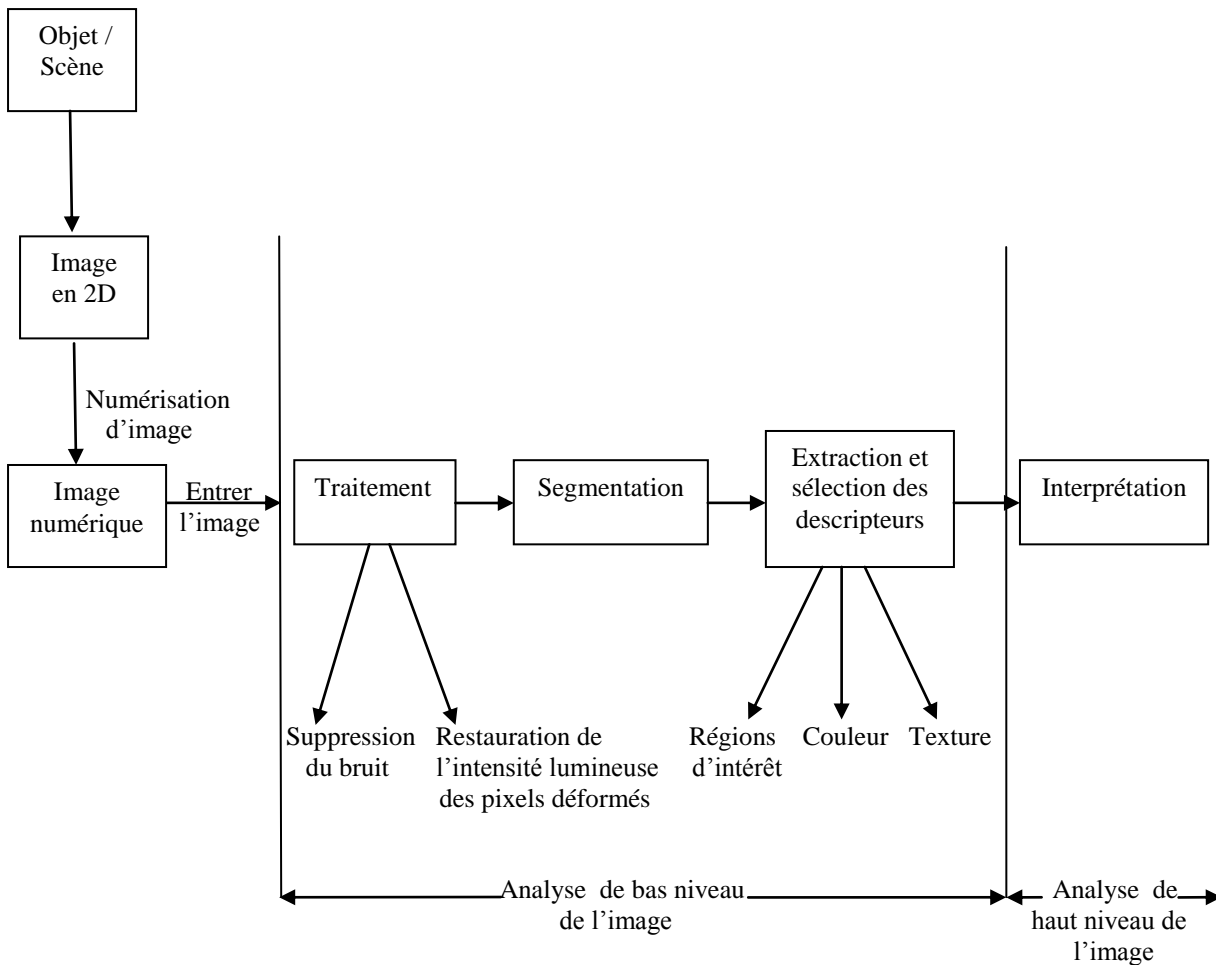 Objet /
Scène
Image
en 2D
Numérisation
d’image
Image
numérique
Entrer
l’image
Traitement
Segmentation
Extraction et
sélection des
descripteurs
Interprétation
Suppression
du bruit
Restauration de
l’intensité lumineuse
des pixels déformés
Régions
d’intérêt
Couleur
Texture
Analyse de bas niveau
de l’image
Analyse de
haut niveau de
l’image